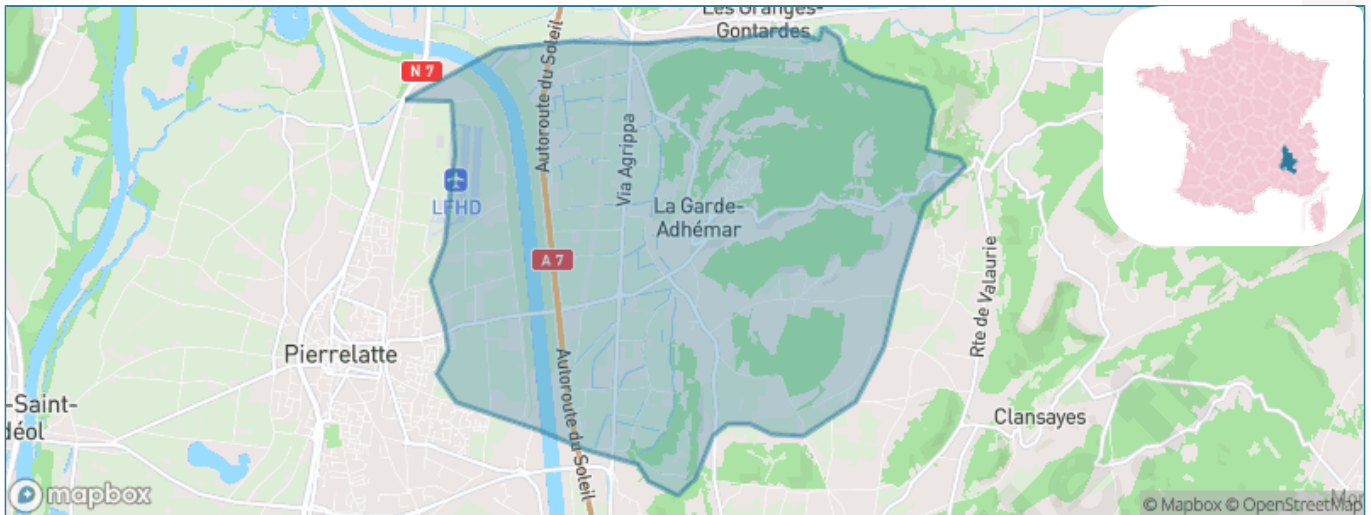 Les Granges-
Gontardes
N 7
Autoroute du Soleil
Via Agrippa
LFHD
La Garde-
Adhémar
A 7
Rte de Valaurie
Pierrelatte
Autoroute du Soleil
-Saint-
déol
Clansayes
mapbox
© Mapbox © OpenStreetMap